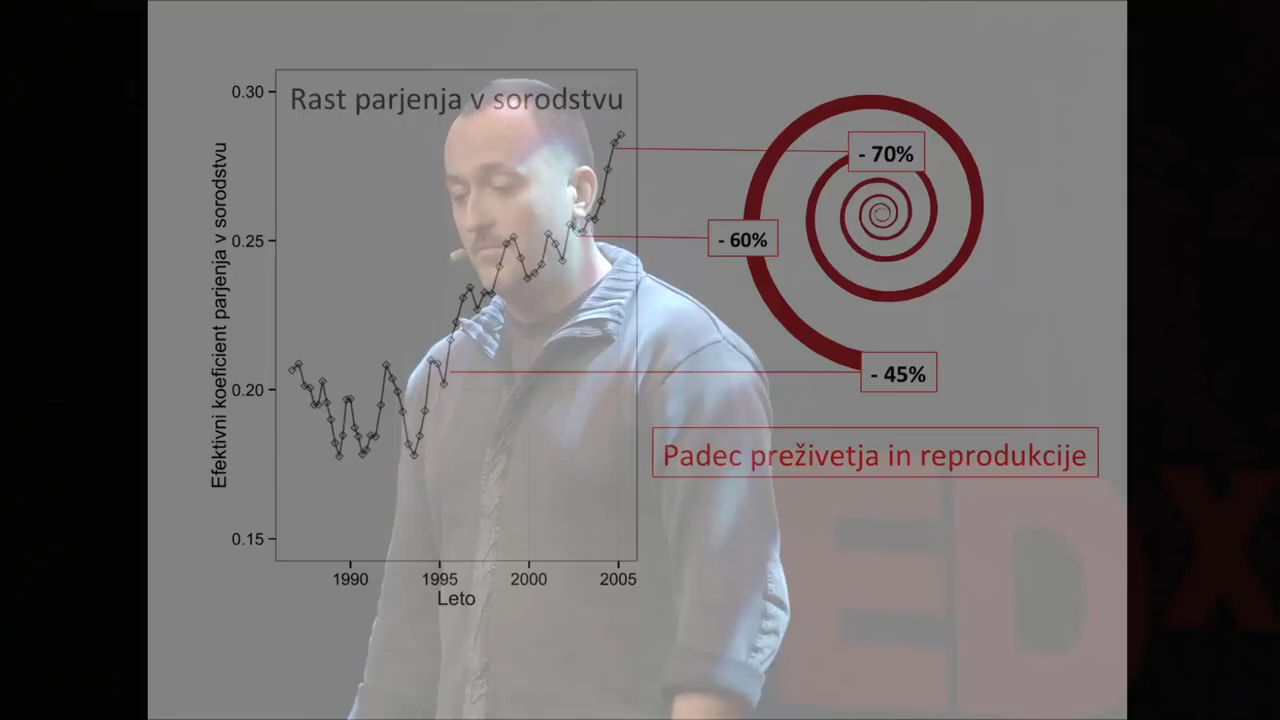 Rast parjenja v sorodstvu
Efektivni koeficient parjenja v sorodstvu
0.30
0.25
0.20
0.15
1990
1995
2000
2005
Leto
- 70%
- 60%
- 45%
Padec preživetja in reprodukcije
EDx